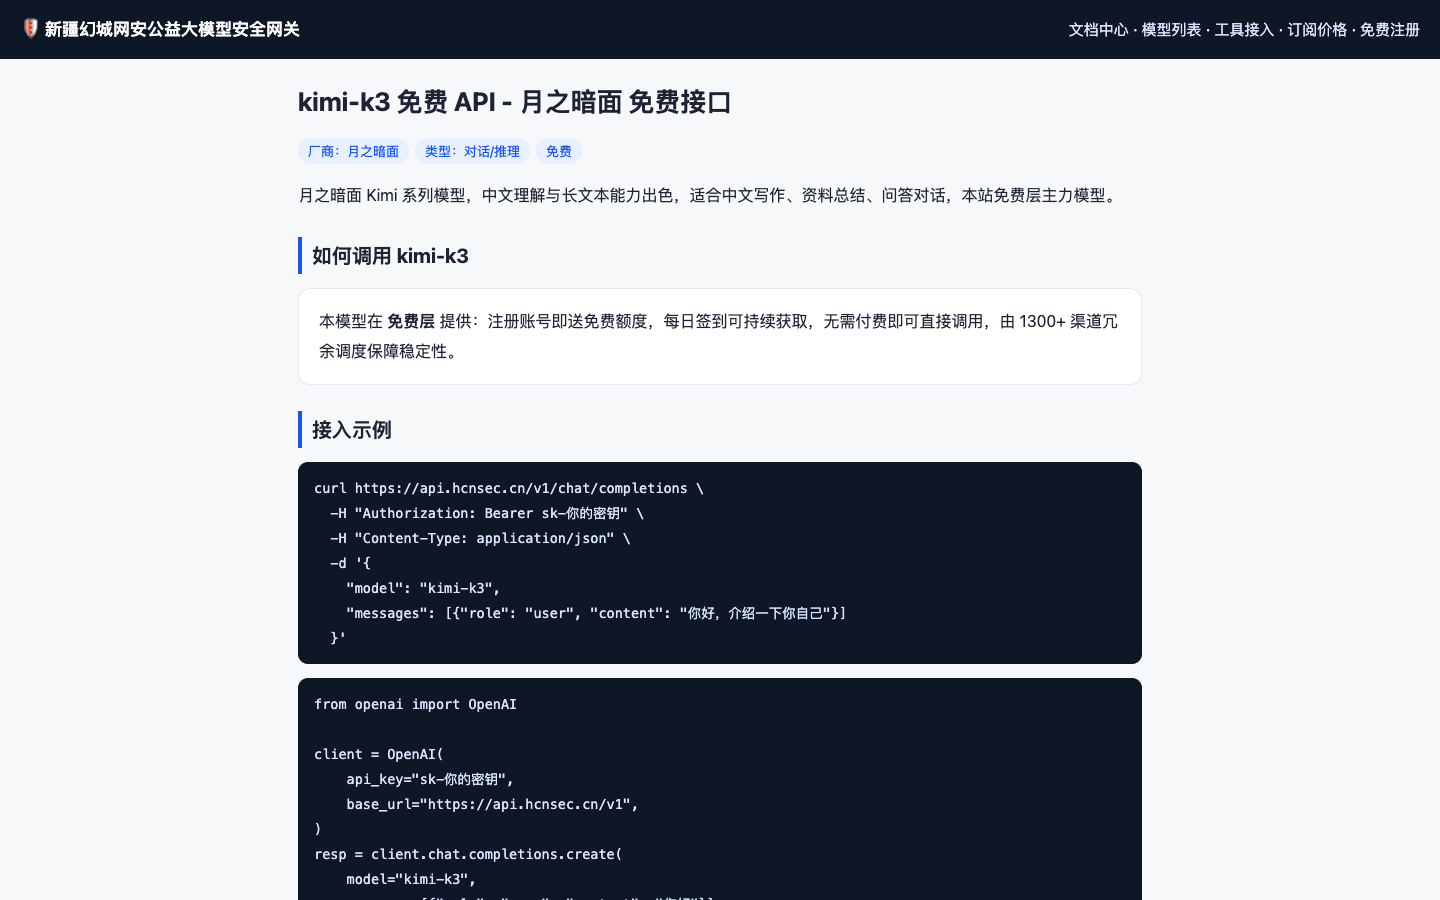 新疆幻城网安公益大模型安全网关
文档中心 · 模型列表 · 工具接入 · 订阅价格 · 免费注册
kimi-k3 免费 API - 月之暗面 免费接口
厂商：月之暗面 类型：对话/推理 免费
月之暗面 Kimi 系列模型，中文理解与长文本能力出色，适合中文写作、资料总结、问答对话，本站免费层主力模型。
如何调用 kimi-k3
本模型在 免费层 提供：注册账号即送免费额度，每日签到可持续获取，无需付费即可直接调用，由 1300+ 渠道冗
余调度保障稳定性。
接入示例
curl https://api.hcnsec.cn/v1/chat/completions \
-H "Authorization: Bearer sk-你的密钥" \
-H "Content-Type: application/json" \
-d '{
"model": "kimi-k3",
"messages": [{"role": "user", "content": "你好，介绍一下你自己"}]
}'
from openai import OpenAI
client = OpenAI(
api_key="sk-你的密钥",
base_url="https://api.hcnsec.cn/v1",
)
resp = client.chat.completions.create(
model="kimi-k3",